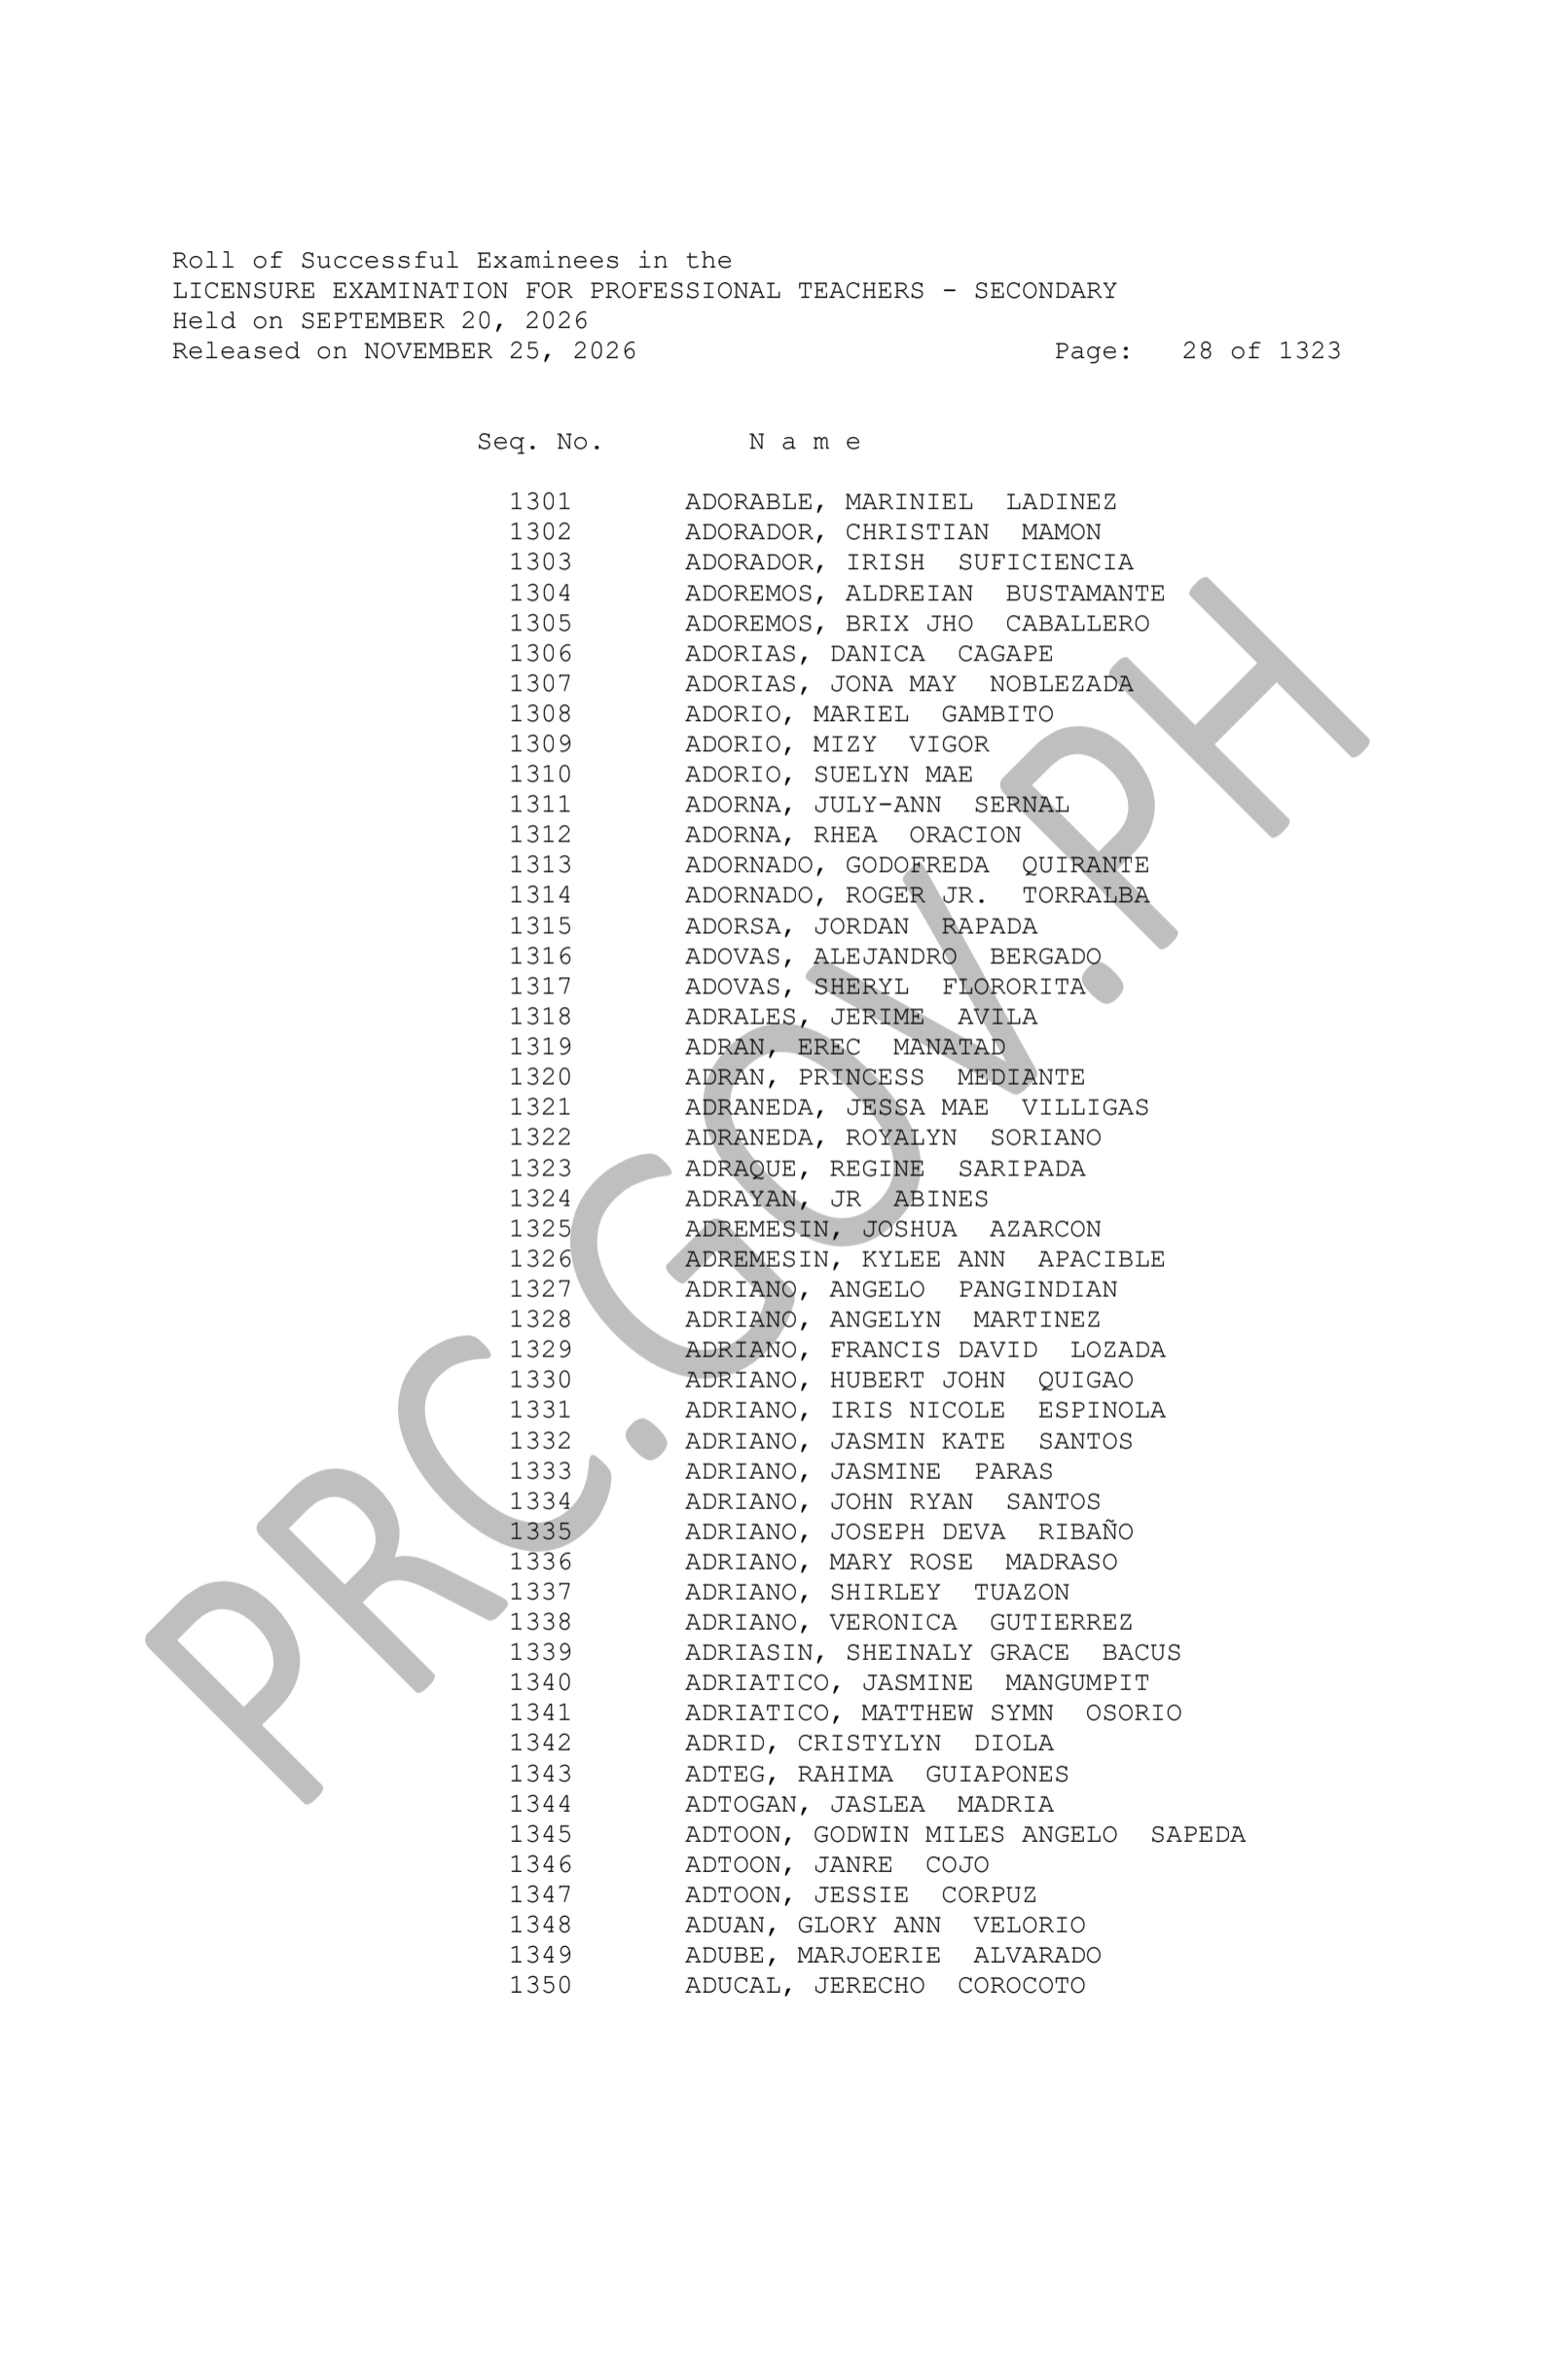 Roll of Successful Examinees in the
LICENSURE EXAMINATION FOR PROFESSIONAL TEACHERS - SECONDARY
Held on SEPTEMBER 20, 2026
Released on NOVEMBER 25, 2026 Page: 28 of 1323
Seq. No. N a m e
1301 ADORABLE, MARINIEL LADINEZ
1302 ADORADOR, CHRISTIAN MAMON
1303 ADORADOR, IRISH SUFICIENCIA
1304 ADOREMOS, ALDREIAN BUSTAMANTE
1305 ADOREMOS, BRIX JHO CABALLERO
1306 ADORIAS, DANICA CAGAPE
1307 ADORIAS, JONA MAY NOBLEZADA
1308 ADORIO, MARIEL GAMBITO
1309 ADORIO, MIZY VIGOR
1310 ADORIO, SUELYN MAE
1311 ADORNA, JULY-ANN SERNAL
1312 ADORNA, RHEA ORACION
1313 ADORNADO, GODOFREDA QUIRANTE
1314 ADORNADO, ROGER JR. TORRALBA
1315 ADORSA, JORDAN RAPADA
1316 ADOVAS, ALEJANDRO BERGADO
1317 ADOVAS, SHERYL FLORORITA
1318 ADRALES, JERIME AVILA
1319 ADRAN, EREC MANATAD
1320 ADRAN, PRINCESS MEDIANTE
1321 ADRANEDA, JESSA MAE VILLIGAS
1322 ADRANEDA, ROYALYN SORIANO
1323 ADRAQUE, REGINE SARIPADA
1324 ADRAYAN, JR ABINES
1325 ADREMESIN, JOSHUA AZARCON
1326 ADREMESIN, KYLEE ANN APACIBLE
1327 ADRIANO, ANGELO PANGINDIAN
1328 ADRIANO, ANGELYN MARTINEZ
1329 ADRIANO, FRANCIS DAVID LOZADA
1330 ADRIANO, HUBERT JOHN QUIGAO
1331 ADRIANO, IRIS NICOLE ESPINOLA
1332 ADRIANO, JASMIN KATE SANTOS
1333 ADRIANO, JASMINE PARAS
1334 ADRIANO, JOHN RYAN SANTOS
1335 ADRIANO, JOSEPH DEVA RIBAÑO
1336 ADRIANO, MARY ROSE MADRASO
1337 ADRIANO, SHIRLEY TUAZON
1338 ADRIANO, VERONICA GUTIERREZ
1339 ADRIASIN, SHEINALY GRACE BACUS
1340 ADRIATICO, JASMINE MANGUMPIT
1341 ADRIATICO, MATTHEW SYMN OSORIO
1342 ADRID, CRISTYLYN DIOLA
1343 ADTEG, RAHIMA GUIAPONES
1344 ADTOGAN, JASLEA MADRIA
1345 ADTOON, GODWIN MILES ANGELO SAPEDA
1346 ADTOON, JANRE COJO
1347 ADTOON, JESSIE CORPUZ
1348 ADUAN, GLORY ANN VELORIO
1349 ADUBE, MARJOERIE ALVARADO
1350 ADUCAL, JERECHO COROCOTO
PRC.GOV.PH